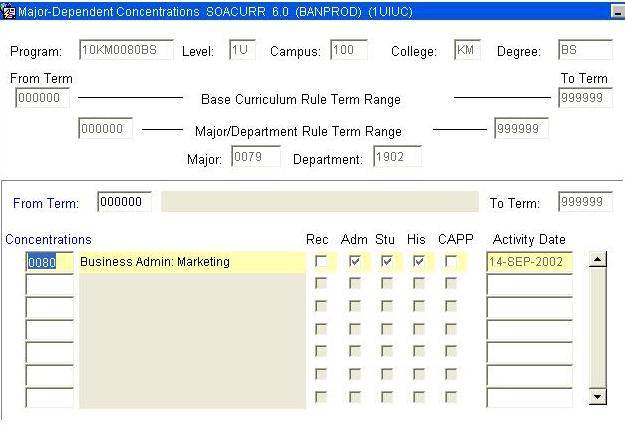 Major-Dependent Concentrations SOACURR 6.0 (BANPROD) (1UIUC)
Program: 10KM0080BS Level: 1U Campus: 100 College: KM Degree: BS
From Term To Term
000000 Base Curriculum Rule Term Range 999999
000000 Major/Department Rule Term Range 999999
Major: 0079 Department: 1902
From Term: 000000 To Term: 999999
Concentrations Rec Adm Stu His CAPP Activity Date
0080 Business Admin: Marketing 14-SEP-2002